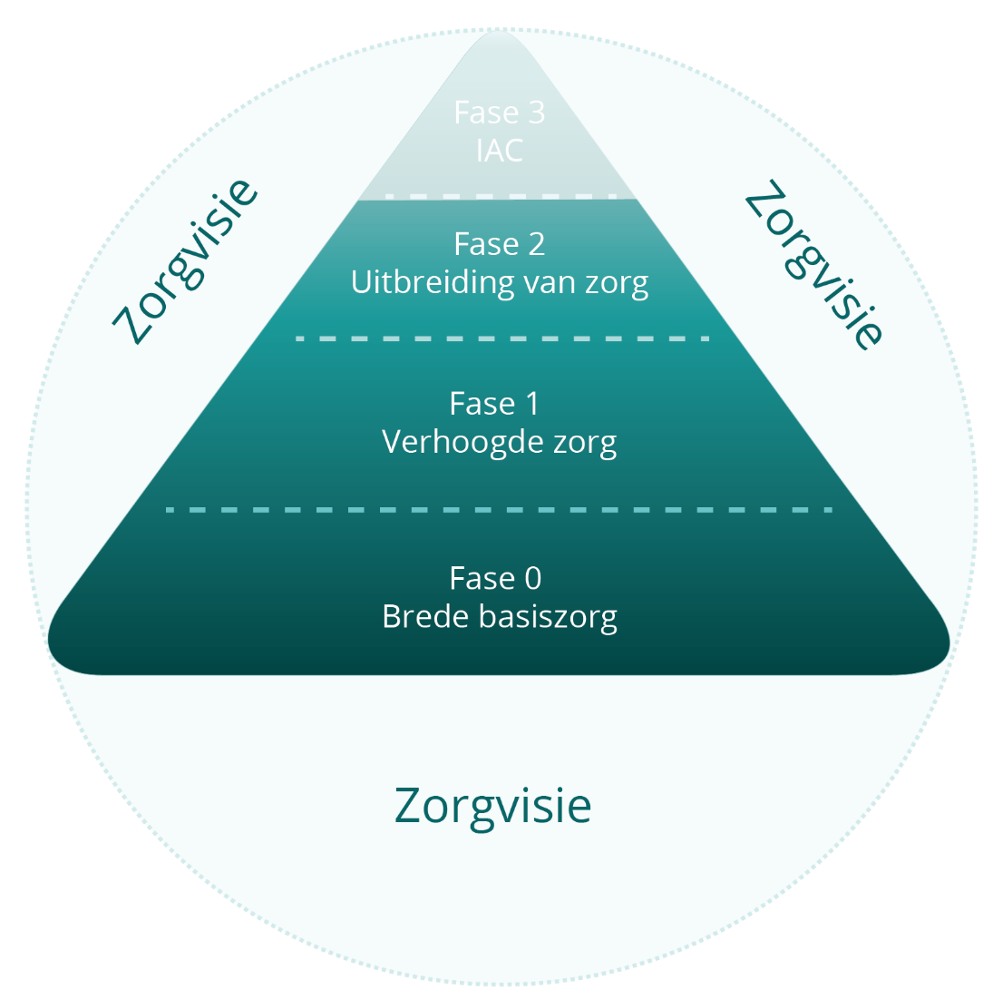 Fase 3
IAC
Zorgvisie
Zorgvisie
Fase 2
Uitbreiding van zorg
Fase 1
Verhoogde zorg
Fase 0
Brede basiszorg
Zorgvisie